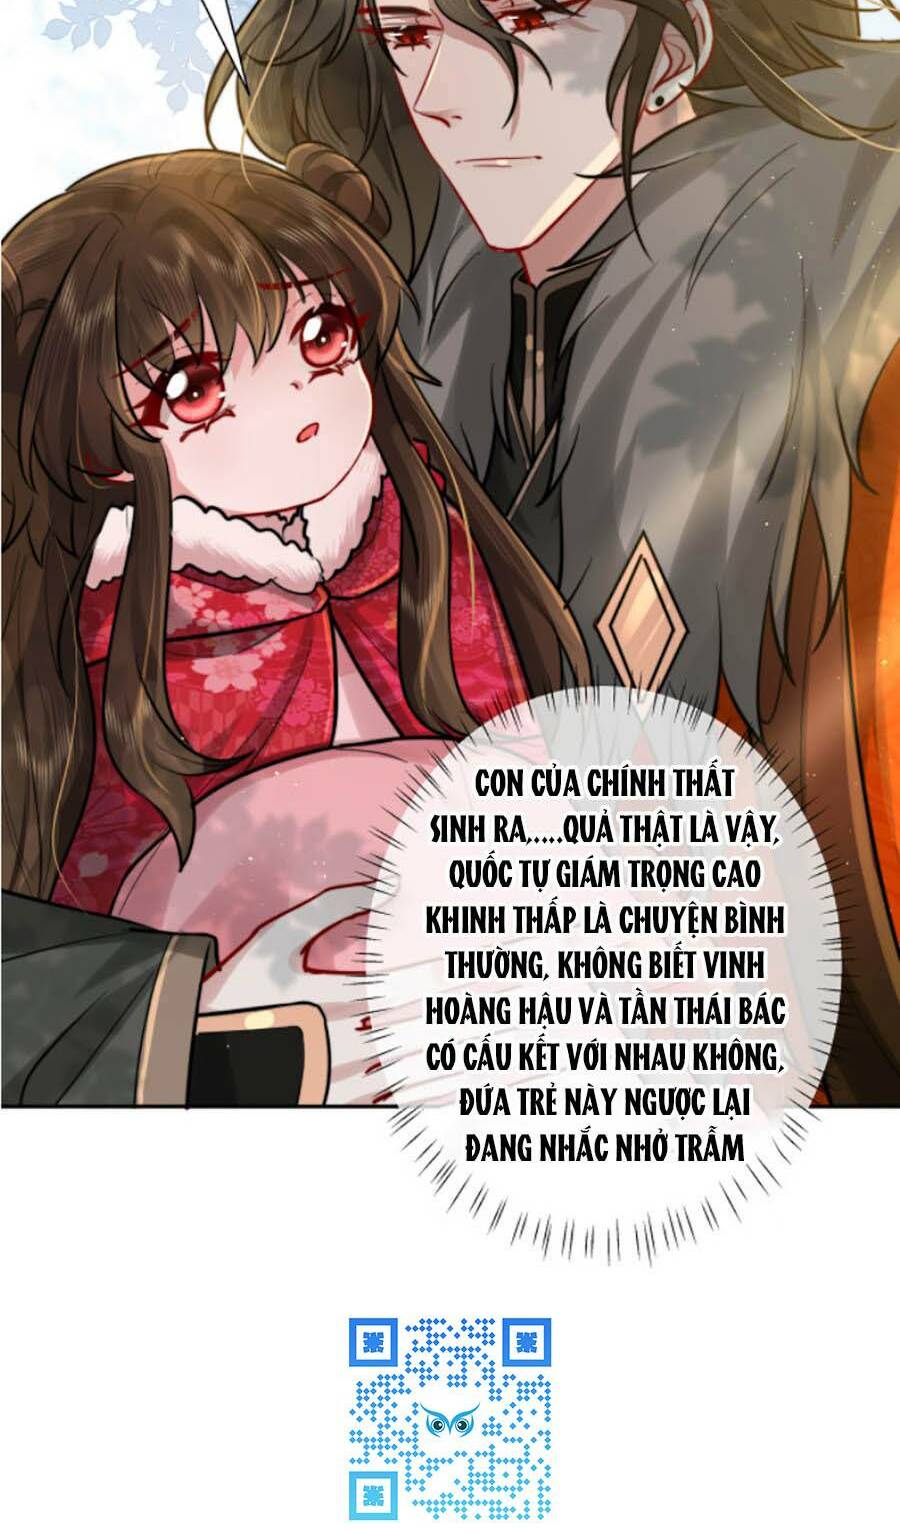 CON CỦA CHÍNH THẤT
SINH RA,....QUẢ THẬT LÀ VẬY,
QUỐC TỰ GIÁM TRỌNG CAO
KHINH THẤP LÀ CHUYỆN BÌNH
THƯỜNG, KHÔNG BIẾT VINH
HOÀNG HẬU VÀ TẦN THÁI BÁC
CÓ CẤU KẾT VỚI NHAU KHÔNG,
ĐỨA TRẺ NÀY NGƯỢC LẠI
ĐANG NHẮC NHỞ TRẪM